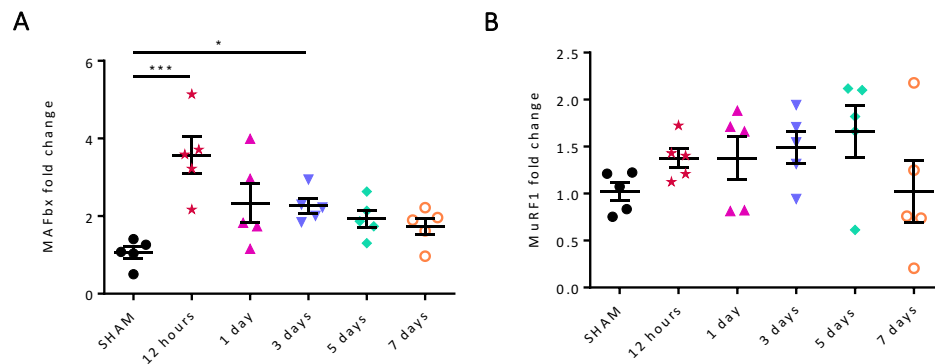 A
B
*
***
MAFbx fold change
6
4
2
0
SHAM
12 hours
1 day
3 days
5 days
7 days
MuRF1 fold change
2.5
2.0
1.5
1.0
0.5
0.0
SHAM
12 hours
1 day
3 days
5 days
7 days